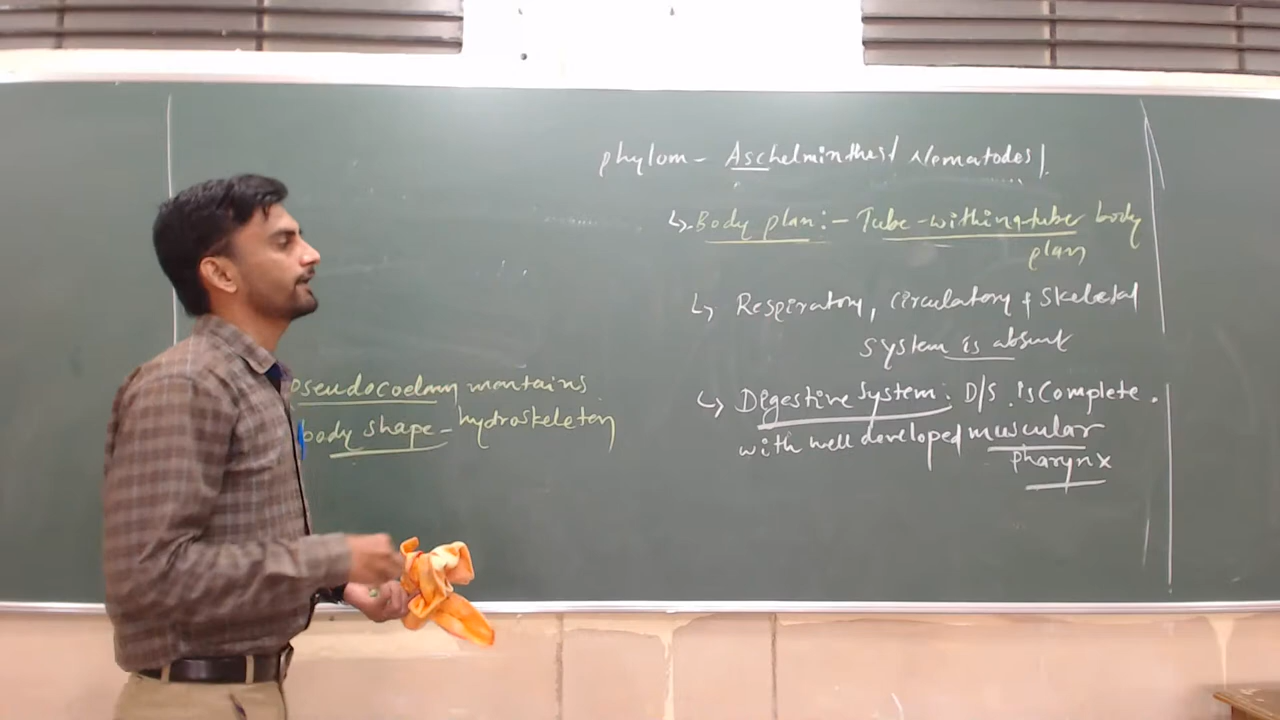 phylum - Aschelminthes/ Nematodes/.
↳ Body plan:- Tube-within-tube body
plan
↳ Respiratory, circulatory & Skeletal
System is absent
↳ Digestive System: D/S is Complete.
with well developed muscular
pharynx
Pseudocoelom mantains
body shape - hydroskeleton